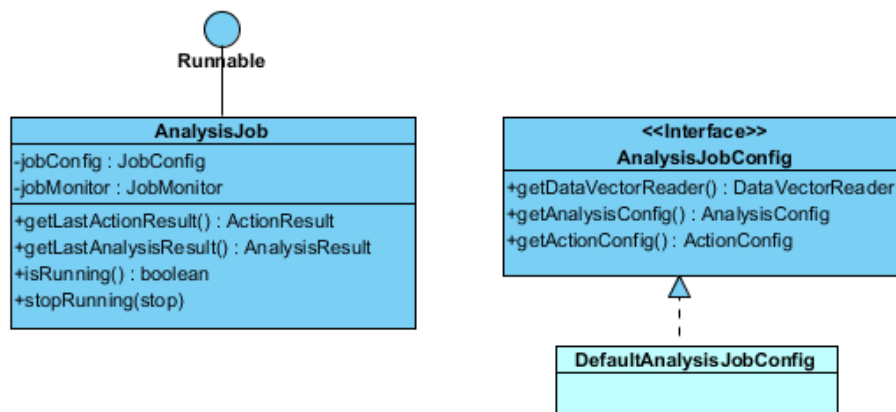 Runnable
AnalysisJob
-jobConfig : JobConfig
-jobMonitor : JobMonitor
+getLastActionResult() : ActionResult
+getLastAnalysisResult() : AnalysisResult
+isRunning() : boolean
+stopRunning(stop)
<<Interface>>
AnalysisJobConfig
+getDataVectorReader() : DataVectorReader
+getAnalysisConfig() : AnalysisConfig
+getActionConfig() : ActionConfig
DefaultAnalysisJobConfig